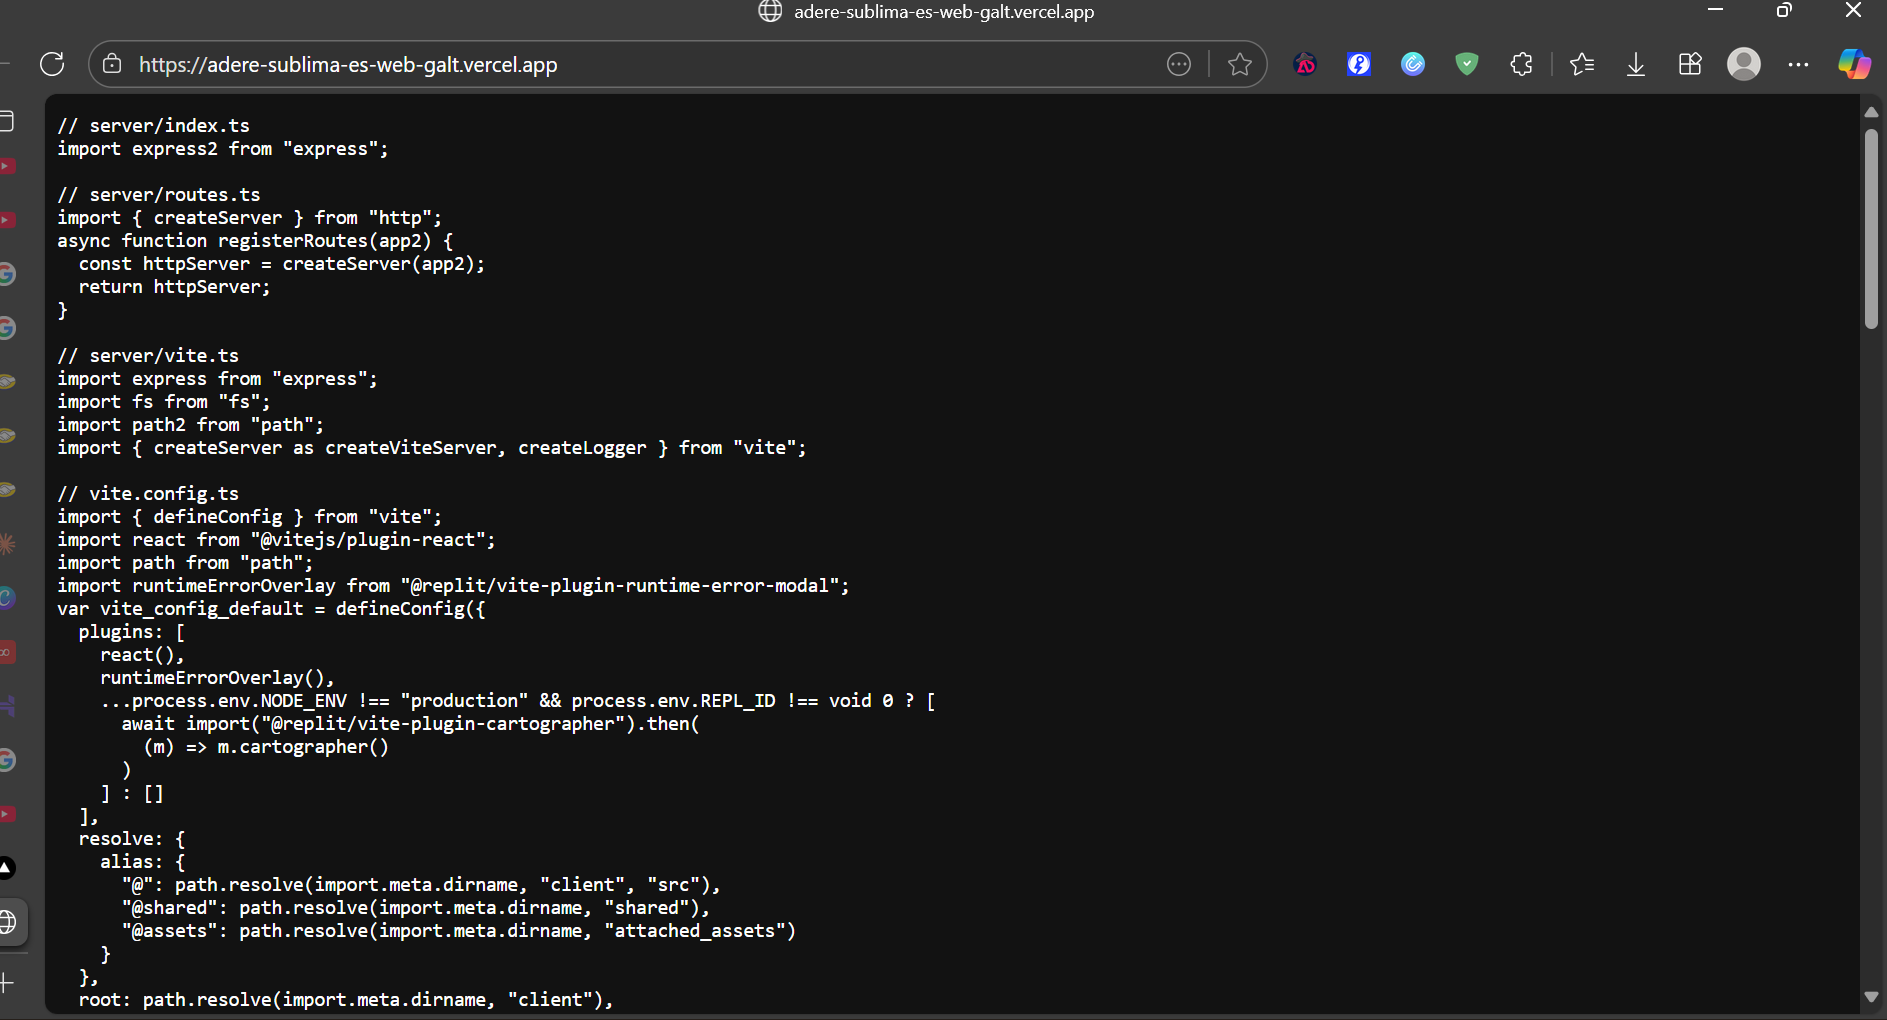 adere-sublima-es-web-galt.vercel.app
https://adere-sublima-es-web-galt.vercel.app
// server/index.ts
import express2 from "express";

// server/routes.ts
import { createServer } from "http";
async function registerRoutes(app2) {
  const httpServer = createServer(app2);
  return httpServer;
}

// server/vite.ts
import express from "express";
import fs from "fs";
import path2 from "path";
import { createServer as createViteServer, createLogger } from "vite";

// vite.config.ts
import { defineConfig } from "vite";
import react from "@vitejs/plugin-react";
import path from "path";
import runtimeErrorOverlay from "@replit/vite-plugin-runtime-error-modal";
var vite_config_default = defineConfig({
  plugins: [
    react(),
    runtimeErrorOverlay(),
    ...process.env.NODE_ENV !== "production" && process.env.REPL_ID !== void 0 ? [
      await import("@replit/vite-plugin-cartographer").then(
        (m) => m.cartographer()
      )
    ] : []
  ],
  resolve: {
    alias: {
      "@": path.resolve(import.meta.dirname, "client", "src"),
      "@shared": path.resolve(import.meta.dirname, "shared"),
      "@assets": path.resolve(import.meta.dirname, "attached_assets")
    }
  },
  root: path.resolve(import.meta.dirname, "client"),